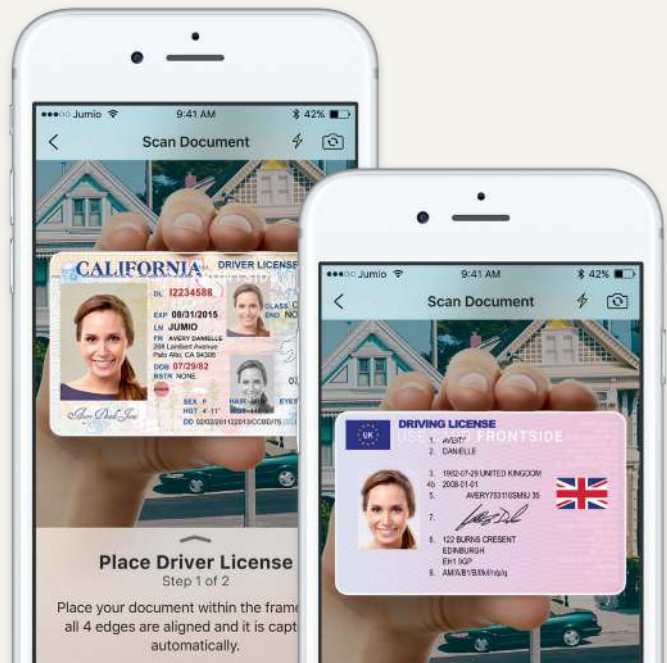 Jumio
9:41 AM
42%
Scan Document
CALIFORNIA DRIVER LICENSE
DL I2234588
CLASS C
EXP 08/31/2015
END NO
LN JUMIO
FN AVERY DANIELLE
208 Lambert Avenue
Palo Alto, CA 94306
DOB 07/29/82
RSTR NONE
SEX F
HAIR
EYES
HGT 4'-11"
DD
Place Driver License
Step 1 of 2
Place your document within the frame
all 4 edges are aligned and it is capt
automatically.
Jumio
9:41 AM
42%
Scan Document
UK
DRIVING LICENSE
FRONTSIDE
1. AVERY
2. DANIELLE
3. 1982-07-29 UNITED KINGDOM
4b 2008-01-01
5. AVERY753116SM9IJ 35
7.
8. 122 BURNS CRESENT
EDINBURGH
EH1 9GP
9.